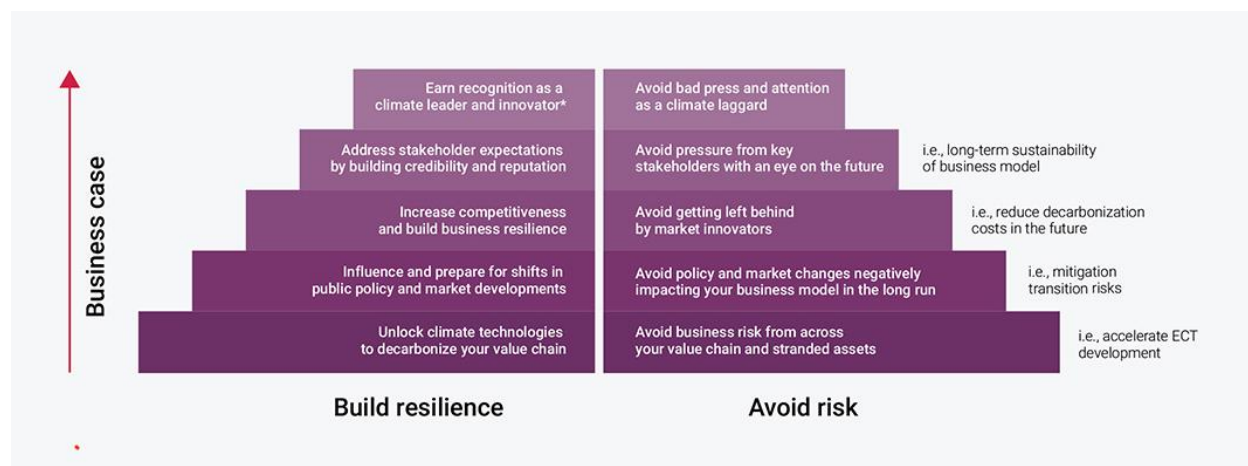 Business case
Earn recognition as a
climate leader and innovator*
Avoid bad press and attention
as a climate laggard
Address stakeholder expectations
by building credibility and reputation
Avoid pressure from key
stakeholders with an eye on the future
i.e., long-term sustainability
of business model
Increase competitiveness
and build business resilience
Avoid getting left behind
by market innovators
i.e., reduce decarbonization
costs in the future
Influence and prepare for shifts in
public policy and market developments
Avoid policy and market changes negatively
impacting your business model in the long run
i.e., mitigation
transition risks
Unlock climate technologies
to decarbonize your value chain
Avoid business risk from across
your value chain and stranded assets
i.e., accelerate ECT
development
Build resilience
Avoid risk